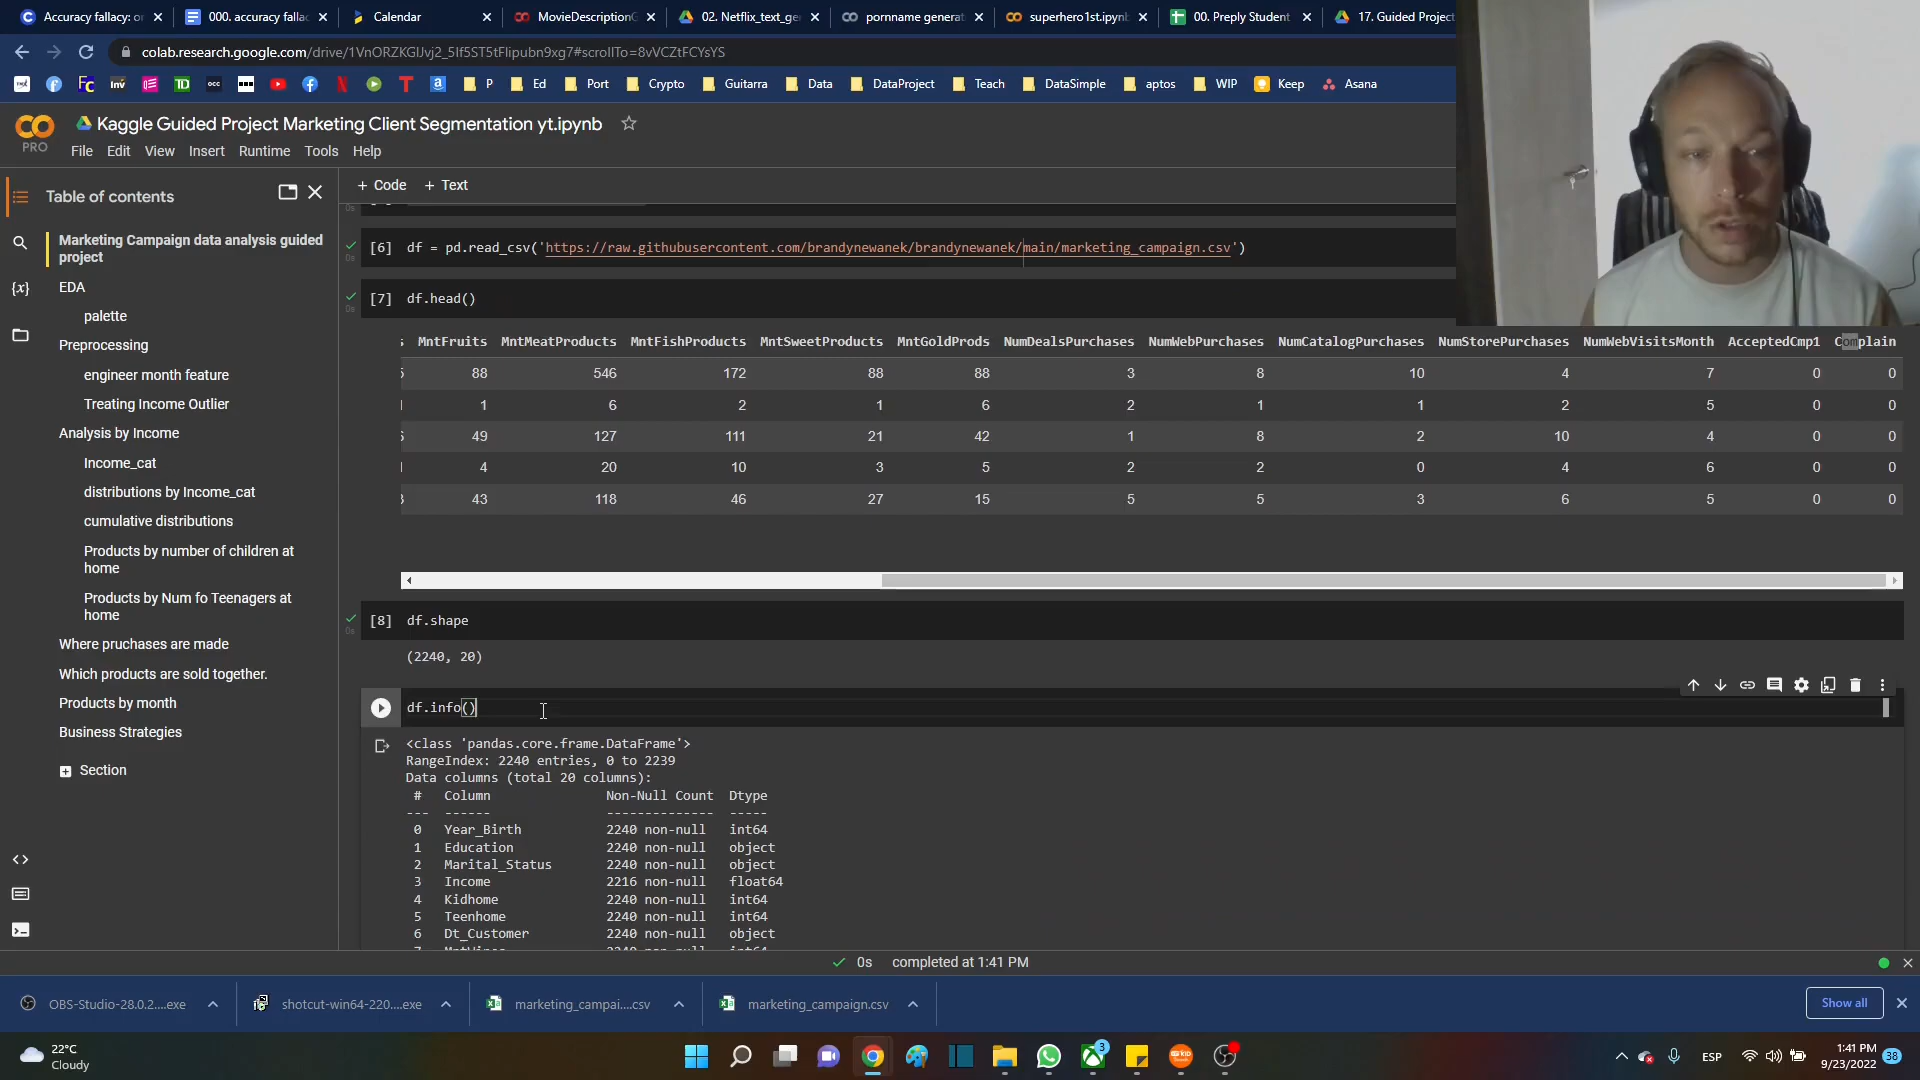 Accuracy fallacy: or
000. accuracy fallac
Calendar
MovieDescriptionG
02. Netflix_text_ge
pornname generat
superhero1st.ipynb
00. Preply Student
17. Guided Project
colab.research.google.com/drive/1VnORZKGIJvj2_5If5ST5tFlipubn9xg7#scrollTo=8vVCZtFCYsYS
P
Ed
Port
Crypto
Guitarra
Data
DataProject
Teach
DataSimple
aptos
WIP
Keep
Asana
Kaggle Guided Project Marketing Client Segmentation yt.ipynb
PRO
File Edit View Insert Runtime Tools Help
Table of contents
+ Code + Text
Marketing Campaign data analysis guided
project
EDA
palette
Preprocessing
engineer month feature
Treating Income Outlier
Analysis by Income
Income_cat
distributions by Income_cat
cumulative distributions
Products by number of children at
home
Products by Num fo Teenagers at
home
Where pruchases are made
Which products are sold together.
Products by month
Business Strategies
Section
[6] df = pd.read_csv('https://raw.githubusercontent.com/brandynewanek/brandynewanek/main/marketing_campaign.csv')
[7] df.head()
s MntFruits MntMeatProducts MntFishProducts MntSweetProducts MntGoldProds NumDealsPurchases NumWebPurchases NumCatalogPurchases NumStorePurchases NumWebVisitsMonth AcceptedCmp1 Complain
88 546 172 88 88 3 8 10 4 7 0 0
1 6 2 1 6 2 1 1 2 5 0 0
49 127 111 21 42 1 8 2 10 4 0 0
4 20 10 3 5 2 2 0 4 6 0 0
43 118 46 27 15 5 5 3 6 5 0 0
[8] df.shape
(2240, 20)
df.info()
<class 'pandas.core.frame.DataFrame'>
RangeIndex: 2240 entries, 0 to 2239
Data columns (total 20 columns):
# Column Non-Null Count Dtype
--- ------ -------------- -----
0 Year_Birth 2240 non-null int64
1 Education 2240 non-null object
2 Marital_Status 2240 non-null object
3 Income 2216 non-null float64
4 Kidhome 2240 non-null int64
5 Teenhome 2240 non-null int64
6 Dt_Customer 2240 non-null object
0s completed at 1:41 PM
OBS-Studio-28.0.2....exe
shotcut-win64-220....exe
marketing_campai....csv
marketing_campaign.csv
Show all
22°C
Cloudy
3
ESP
1:41 PM
9/23/2022
38